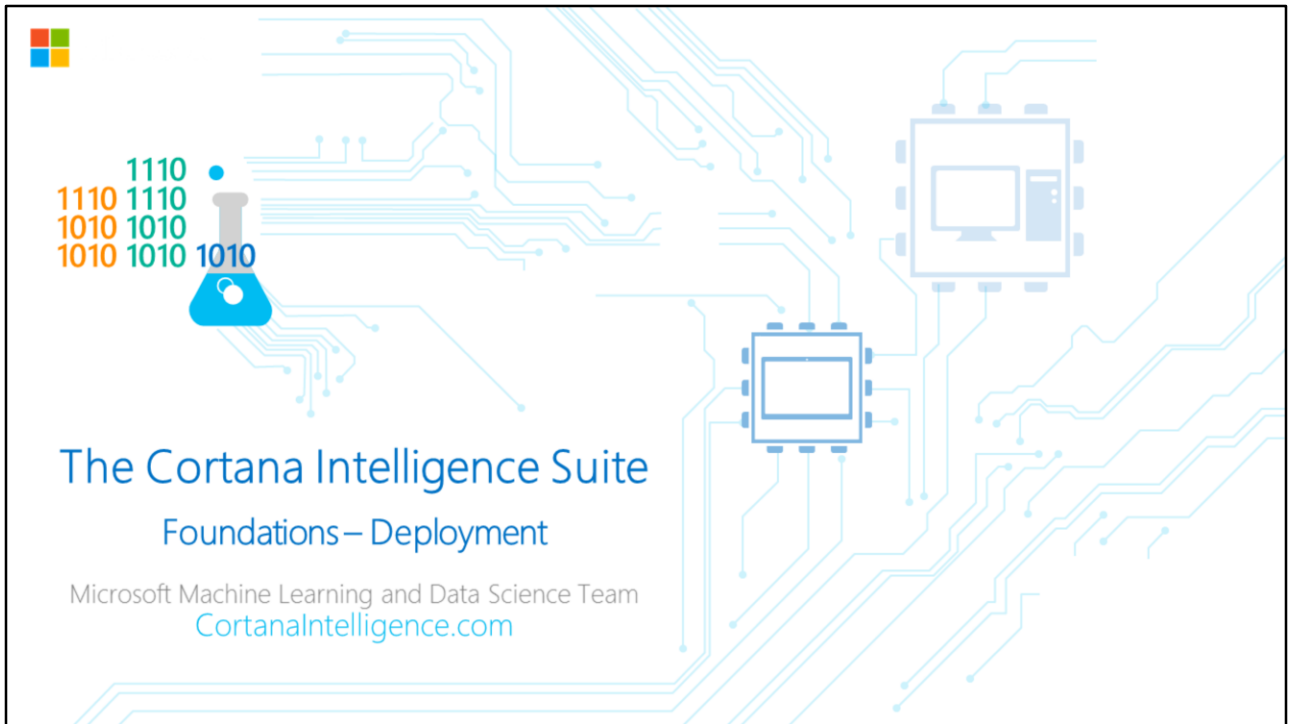 1110
1110 1110
1010 1010
1010 1010 1010
The Cortana Intelligence Suite
Foundations – Deployment
Microsoft Machine Learning and Data Science Team
CortanaIntelligence.com